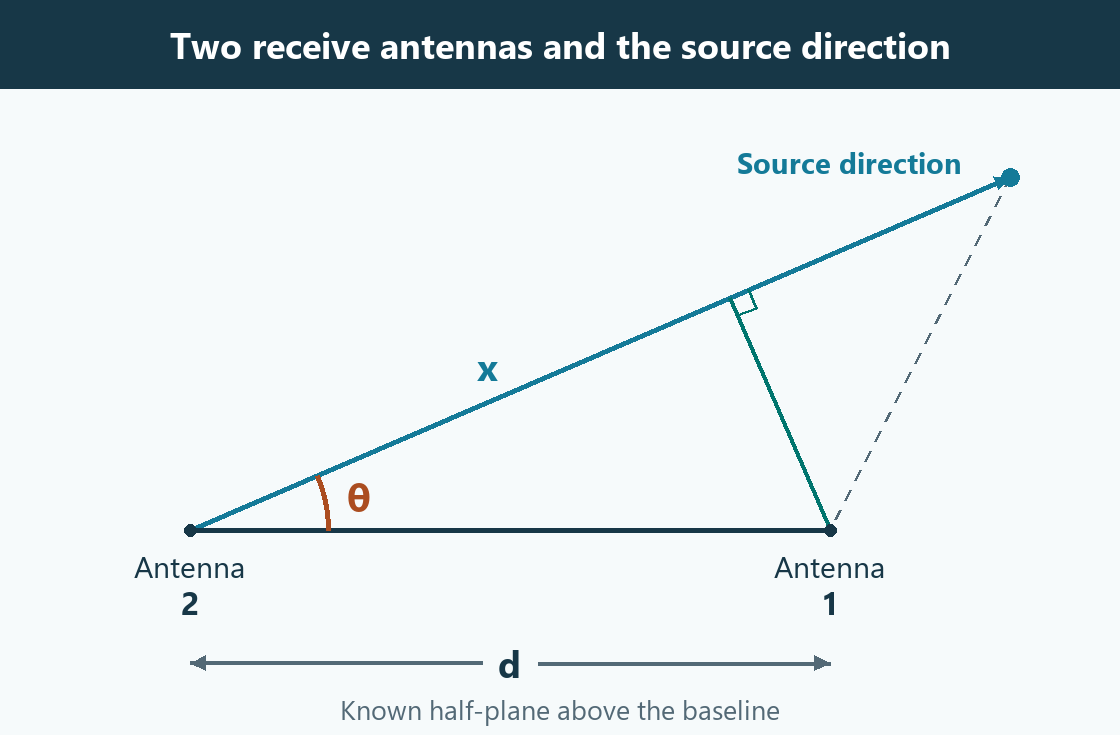 Two receive antennas and the source direction
Source direction
x
θ
Antenna
2
Antenna
1
d
Known half-plane above the baseline